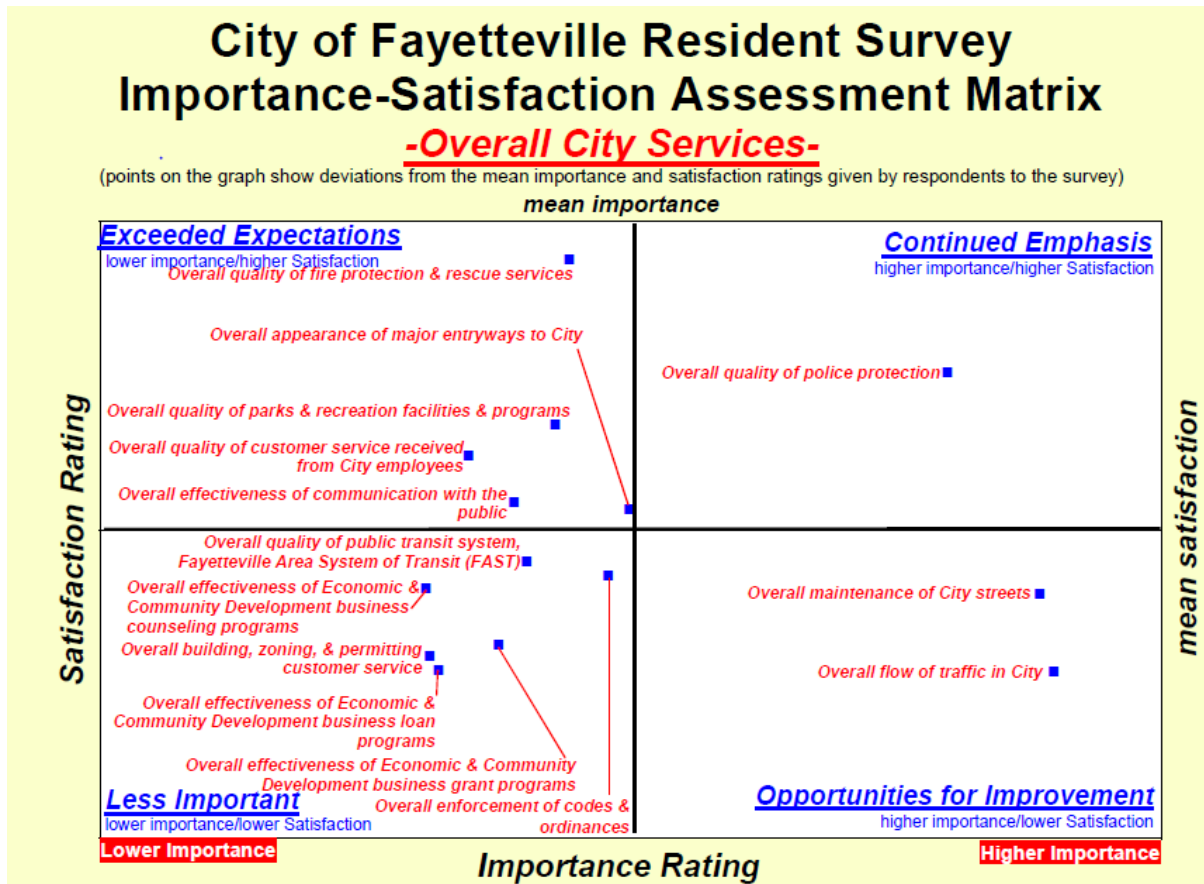 City of Fayetteville Resident Survey
Importance-Satisfaction Assessment Matrix
-Overall City Services-
(points on the graph show deviations from the mean importance and satisfaction ratings given by respondents to the survey)
mean importance
Exceeded Expectations
lower importance/higher Satisfaction
Continued Emphasis
higher importance/higher Satisfaction
Overall quality of fire protection & rescue services
Overall appearance of major entryways to City
Overall quality of police protection
Overall quality of parks & recreation facilities & programs
Overall quality of customer service received
from City employees
Overall effectiveness of communication with the
public
Satisfaction Rating
mean satisfaction
Overall quality of public transit system,
Fayetteville Area System of Transit (FAST)
Overall effectiveness of Economic &
Community Development business
counseling programs
Overall maintenance of City streets
Overall building, zoning, & permitting
customer service
Overall flow of traffic in City
Overall effectiveness of Economic &
Community Development business loan
programs
Overall effectiveness of Economic & Community
Development business grant programs
Overall enforcement of codes &
ordinances
Less Important
lower importance/lower Satisfaction
Opportunities for Improvement
higher importance/lower Satisfaction
Lower Importance
Importance Rating
Higher Importance